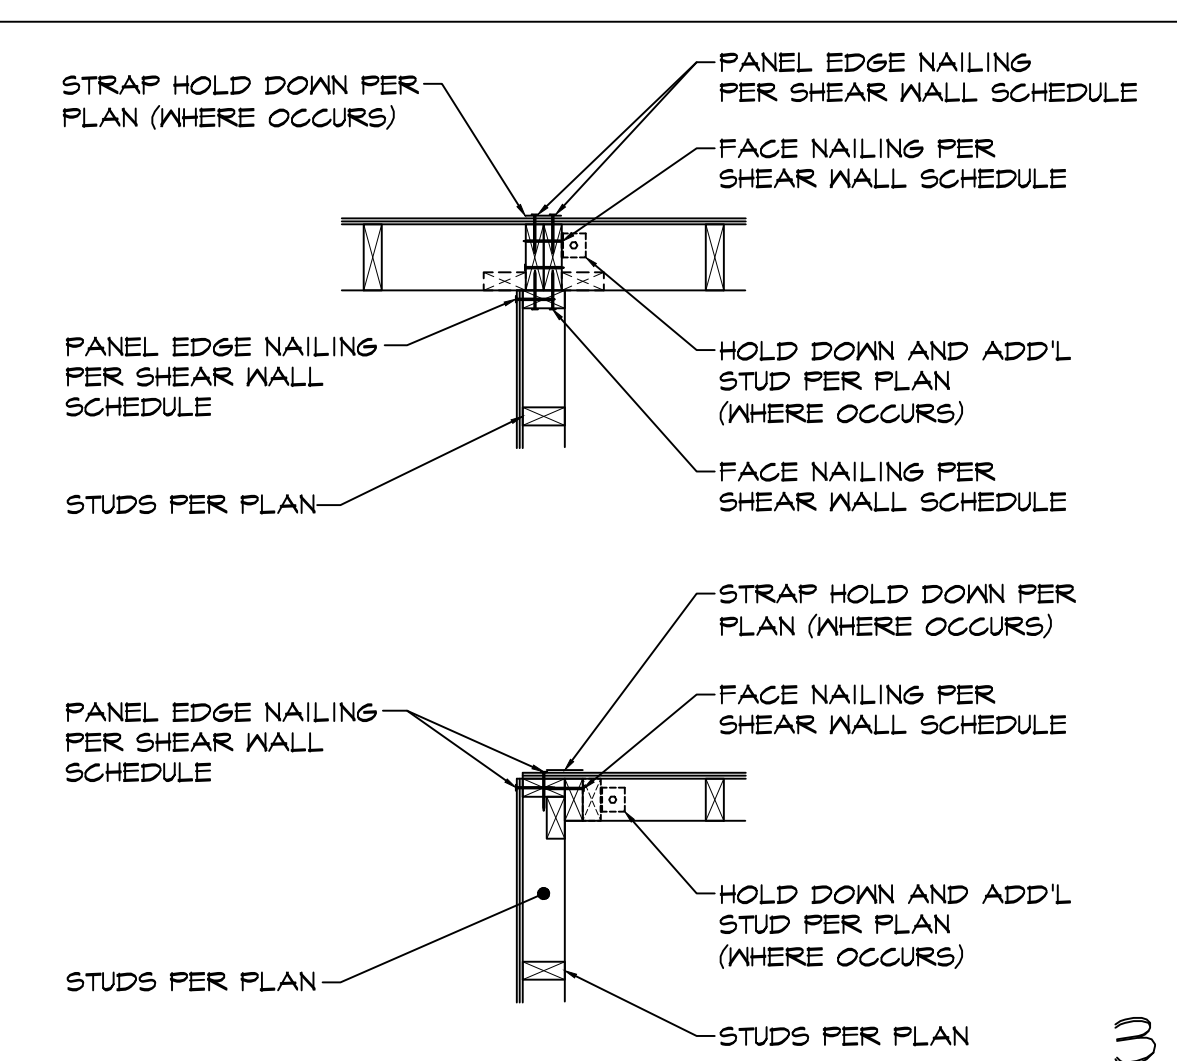 STRAP HOLD DOWN PER
PLAN (WHERE OCCURS)
PANEL EDGE NAILING
PER SHEAR WALL SCHEDULE
FACE NAILING PER
SHEAR WALL SCHEDULE
PANEL EDGE NAILING
PER SHEAR WALL
SCHEDULE
HOLD DOWN AND ADD'L
STUD PER PLAN
(WHERE OCCURS)
STUDS PER PLAN
FACE NAILING PER
SHEAR WALL SCHEDULE
STRAP HOLD DOWN PER
PLAN (WHERE OCCURS)
PANEL EDGE NAILING
PER SHEAR WALL
SCHEDULE
FACE NAILING PER
SHEAR WALL SCHEDULE
HOLD DOWN AND ADD'L
STUD PER PLAN
(WHERE OCCURS)
STUDS PER PLAN
STUDS PER PLAN
3